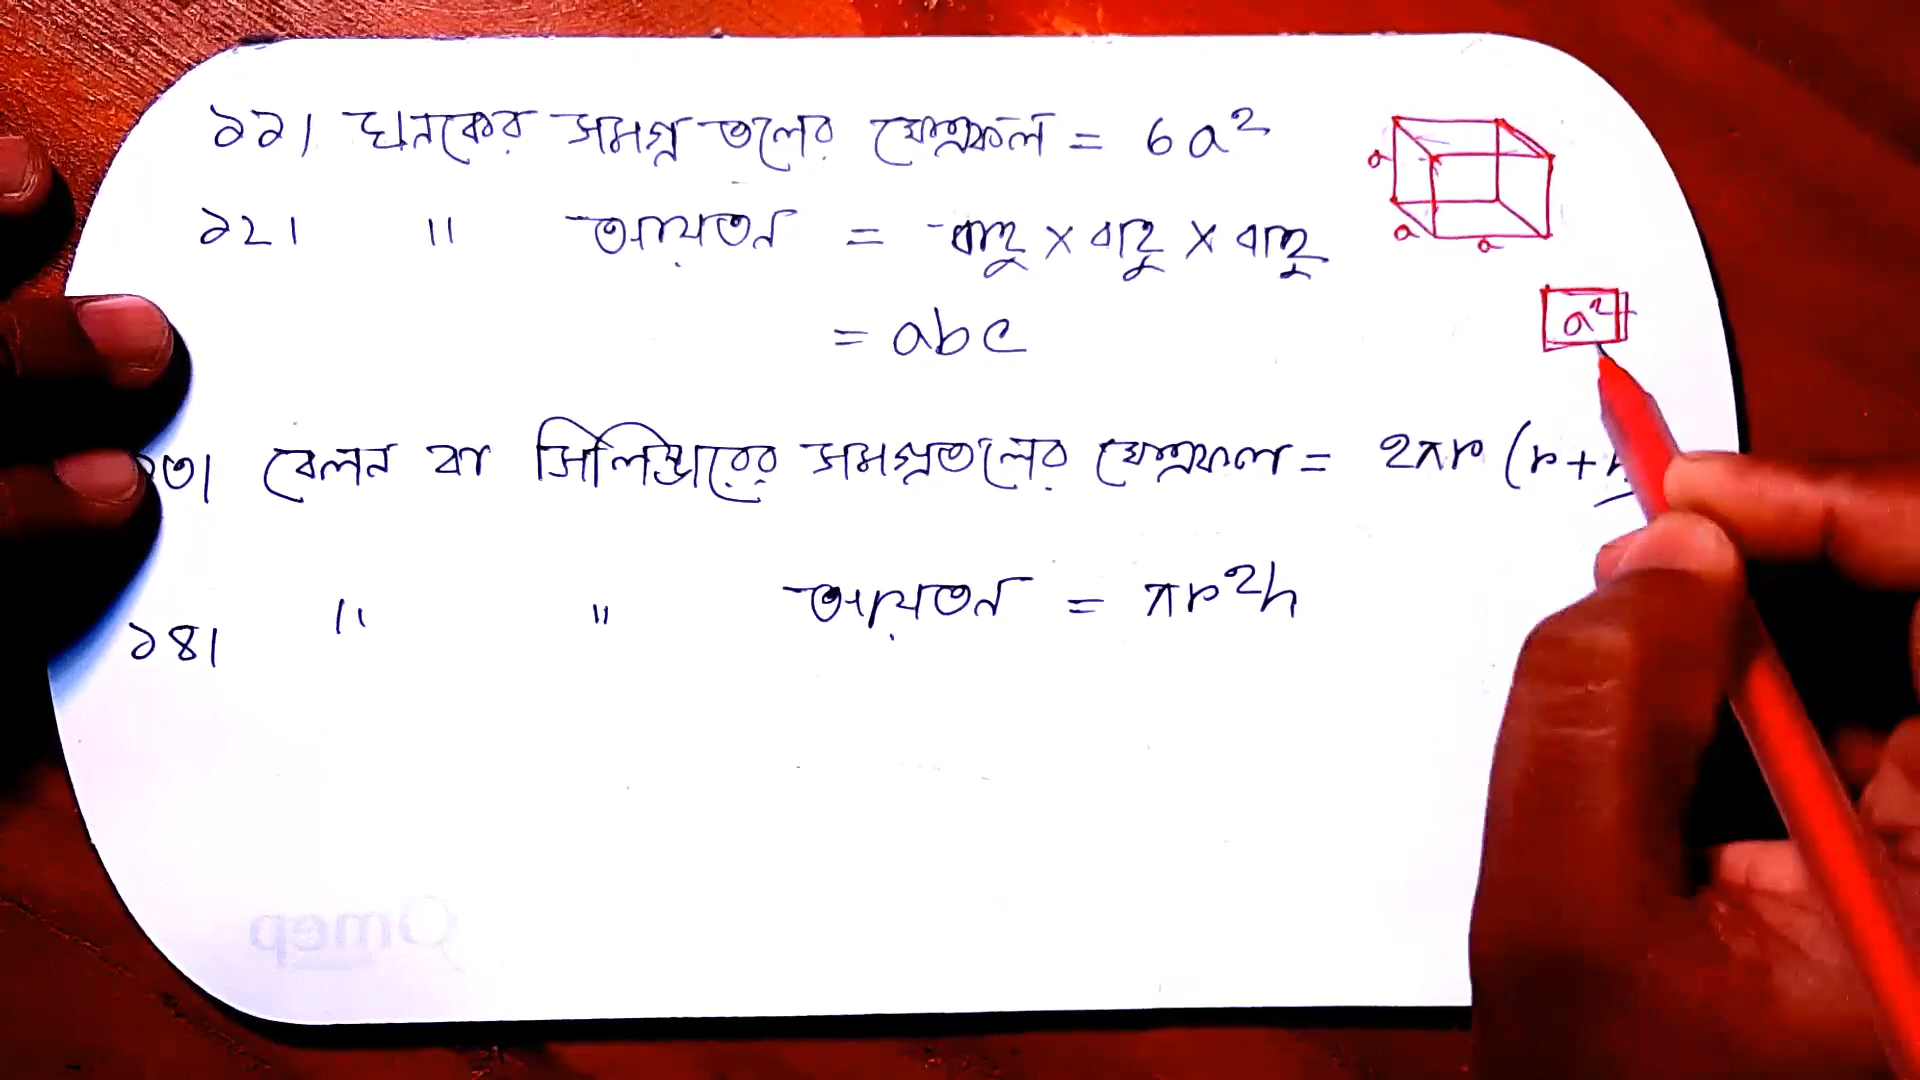 ১১। ঘনকের সমগ্র তলের ক্ষেত্রফল = 6a²
a
১২। " আয়তন = বাহু × বাহু × বাহু
a a
= abc
a²
১৩। বেলন বা সিলিন্ডারের সমগ্রতলের ক্ষেত্রফল = 2πr (r+h
১৪। " " আয়তন = πr²h